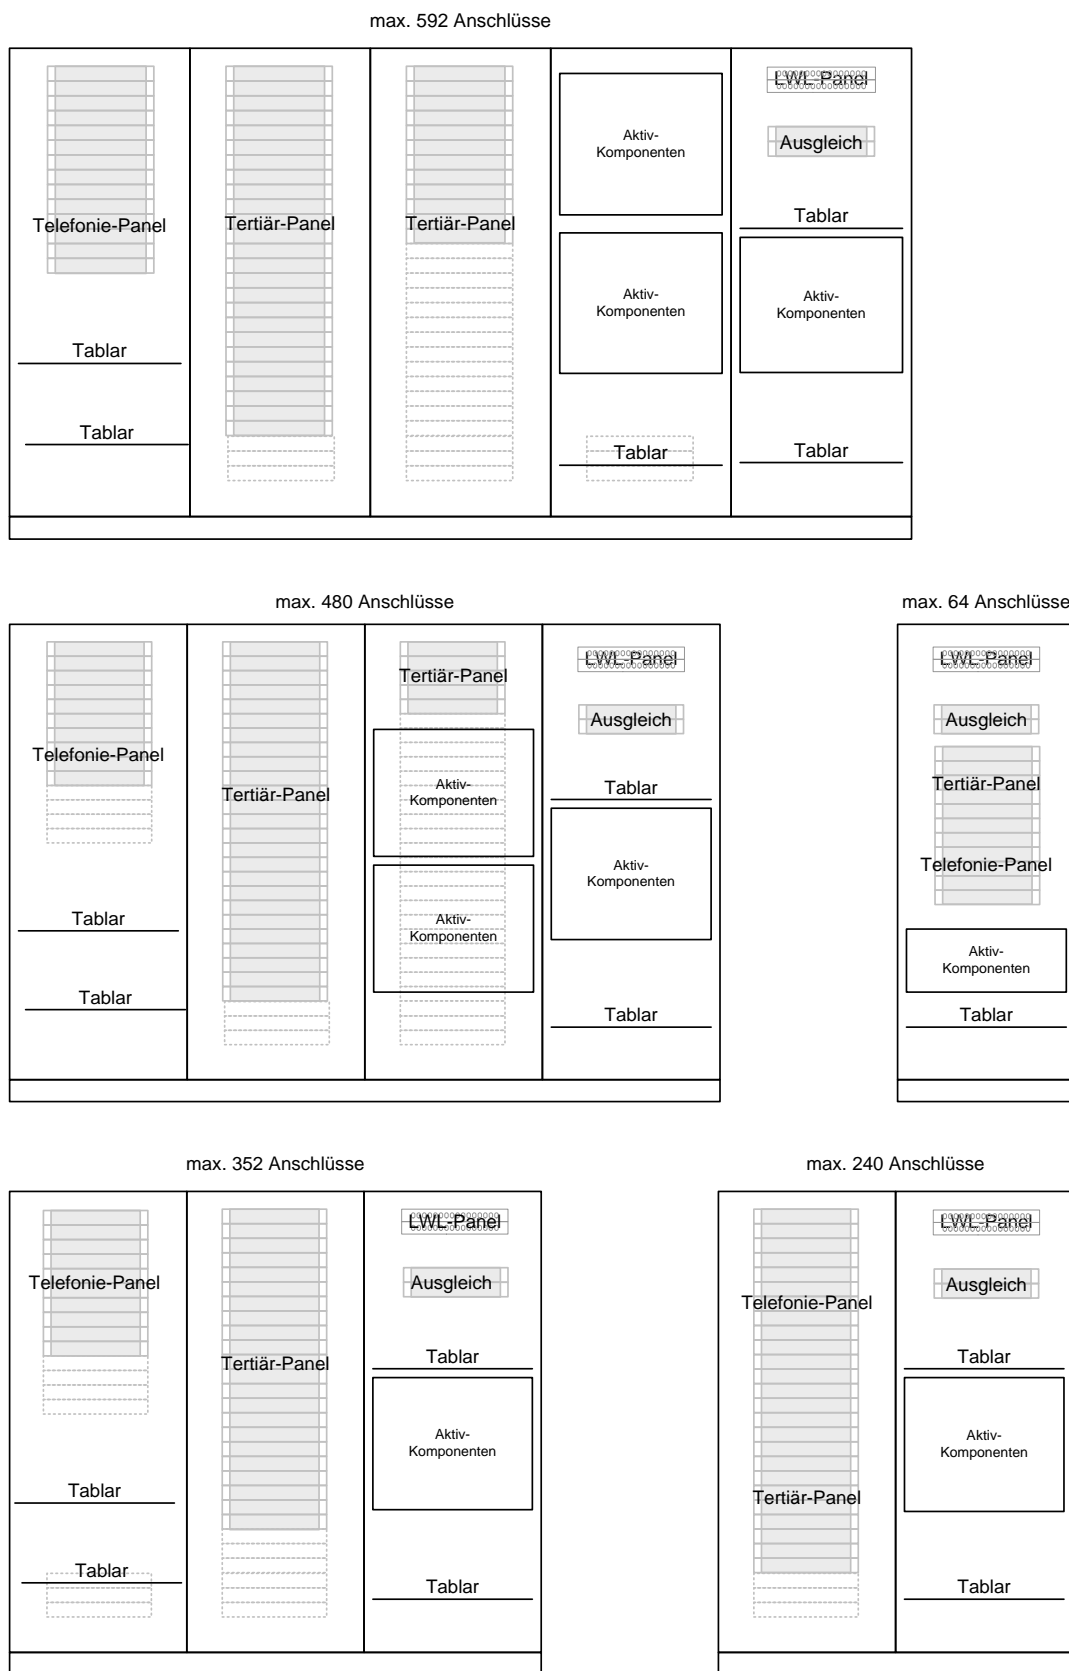 max. 592 Anschlüsse
Telefonie-Panel
Tablar
Tablar
Tertiär-Panel
Tertiär-Panel
Aktiv-
Komponenten
Aktiv-
Komponenten
Tablar
LWL-Panel
Ausgleich
Tablar
Aktiv-
Komponenten
Tablar
max. 480 Anschlüsse
Telefonie-Panel
Tablar
Tablar
Tertiär-Panel
Tertiär-Panel
Aktiv-
Komponenten
Aktiv-
Komponenten
LWL-Panel
Ausgleich
Tablar
Aktiv-
Komponenten
Tablar
max. 64 Anschlüsse
LWL-Panel
Ausgleich
Tertiär-Panel
Telefonie-Panel
Aktiv-
Komponenten
Tablar
max. 352 Anschlüsse
Telefonie-Panel
Tablar
Tablar
Tertiär-Panel
LWL-Panel
Ausgleich
Tablar
Aktiv-
Komponenten
Tablar
max. 240 Anschlüsse
Telefonie-Panel
Tertiär-Panel
LWL-Panel
Ausgleich
Tablar
Aktiv-
Komponenten
Tablar